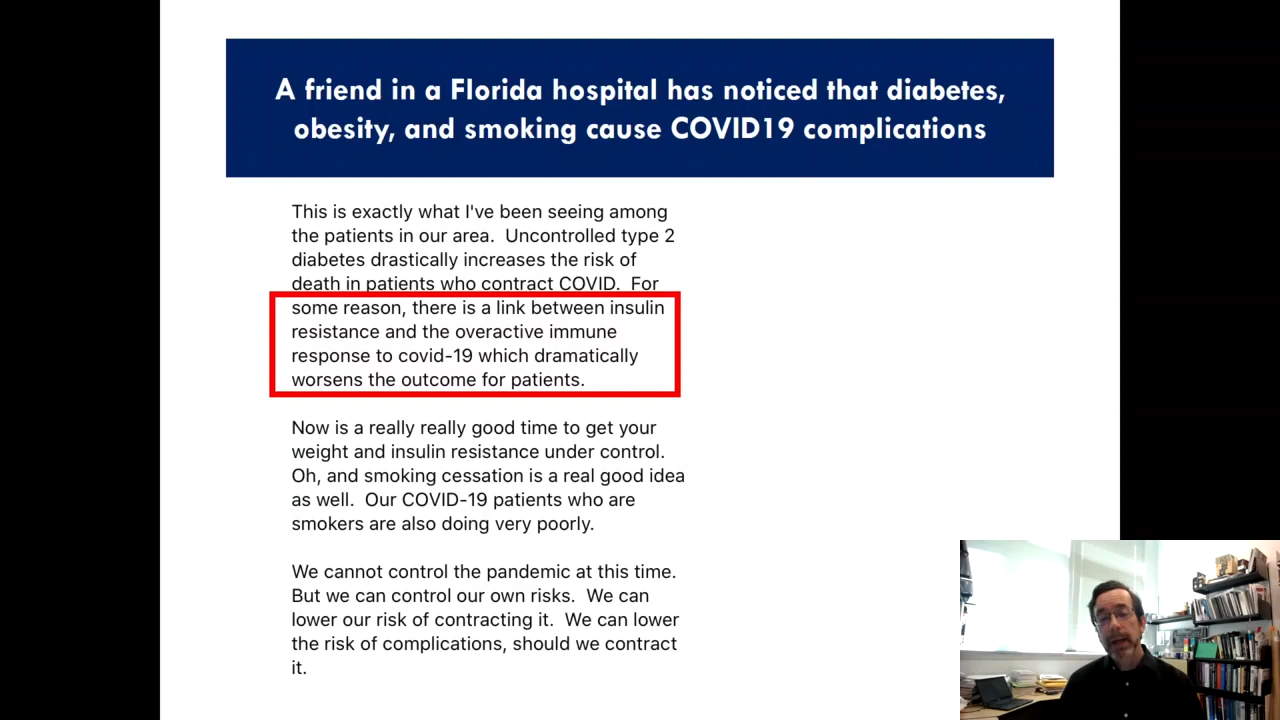 A friend in a Florida hospital has noticed that diabetes,
obesity, and smoking cause COVID19 complications
This is exactly what I've been seeing among
the patients in our area.  Uncontrolled type 2
diabetes drastically increases the risk of
death in patients who contract COVID.  For
some reason, there is a link between insulin
resistance and the overactive immune
response to covid-19 which dramatically
worsens the outcome for patients.
Now is a really really good time to get your
weight and insulin resistance under control.
Oh, and smoking cessation is a real good idea
as well.  Our COVID-19 patients who are
smokers are also doing very poorly.
We cannot control the pandemic at this time.
But we can control our own risks.  We can
lower our risk of contracting it.  We can lower
the risk of complications, should we contract
it.